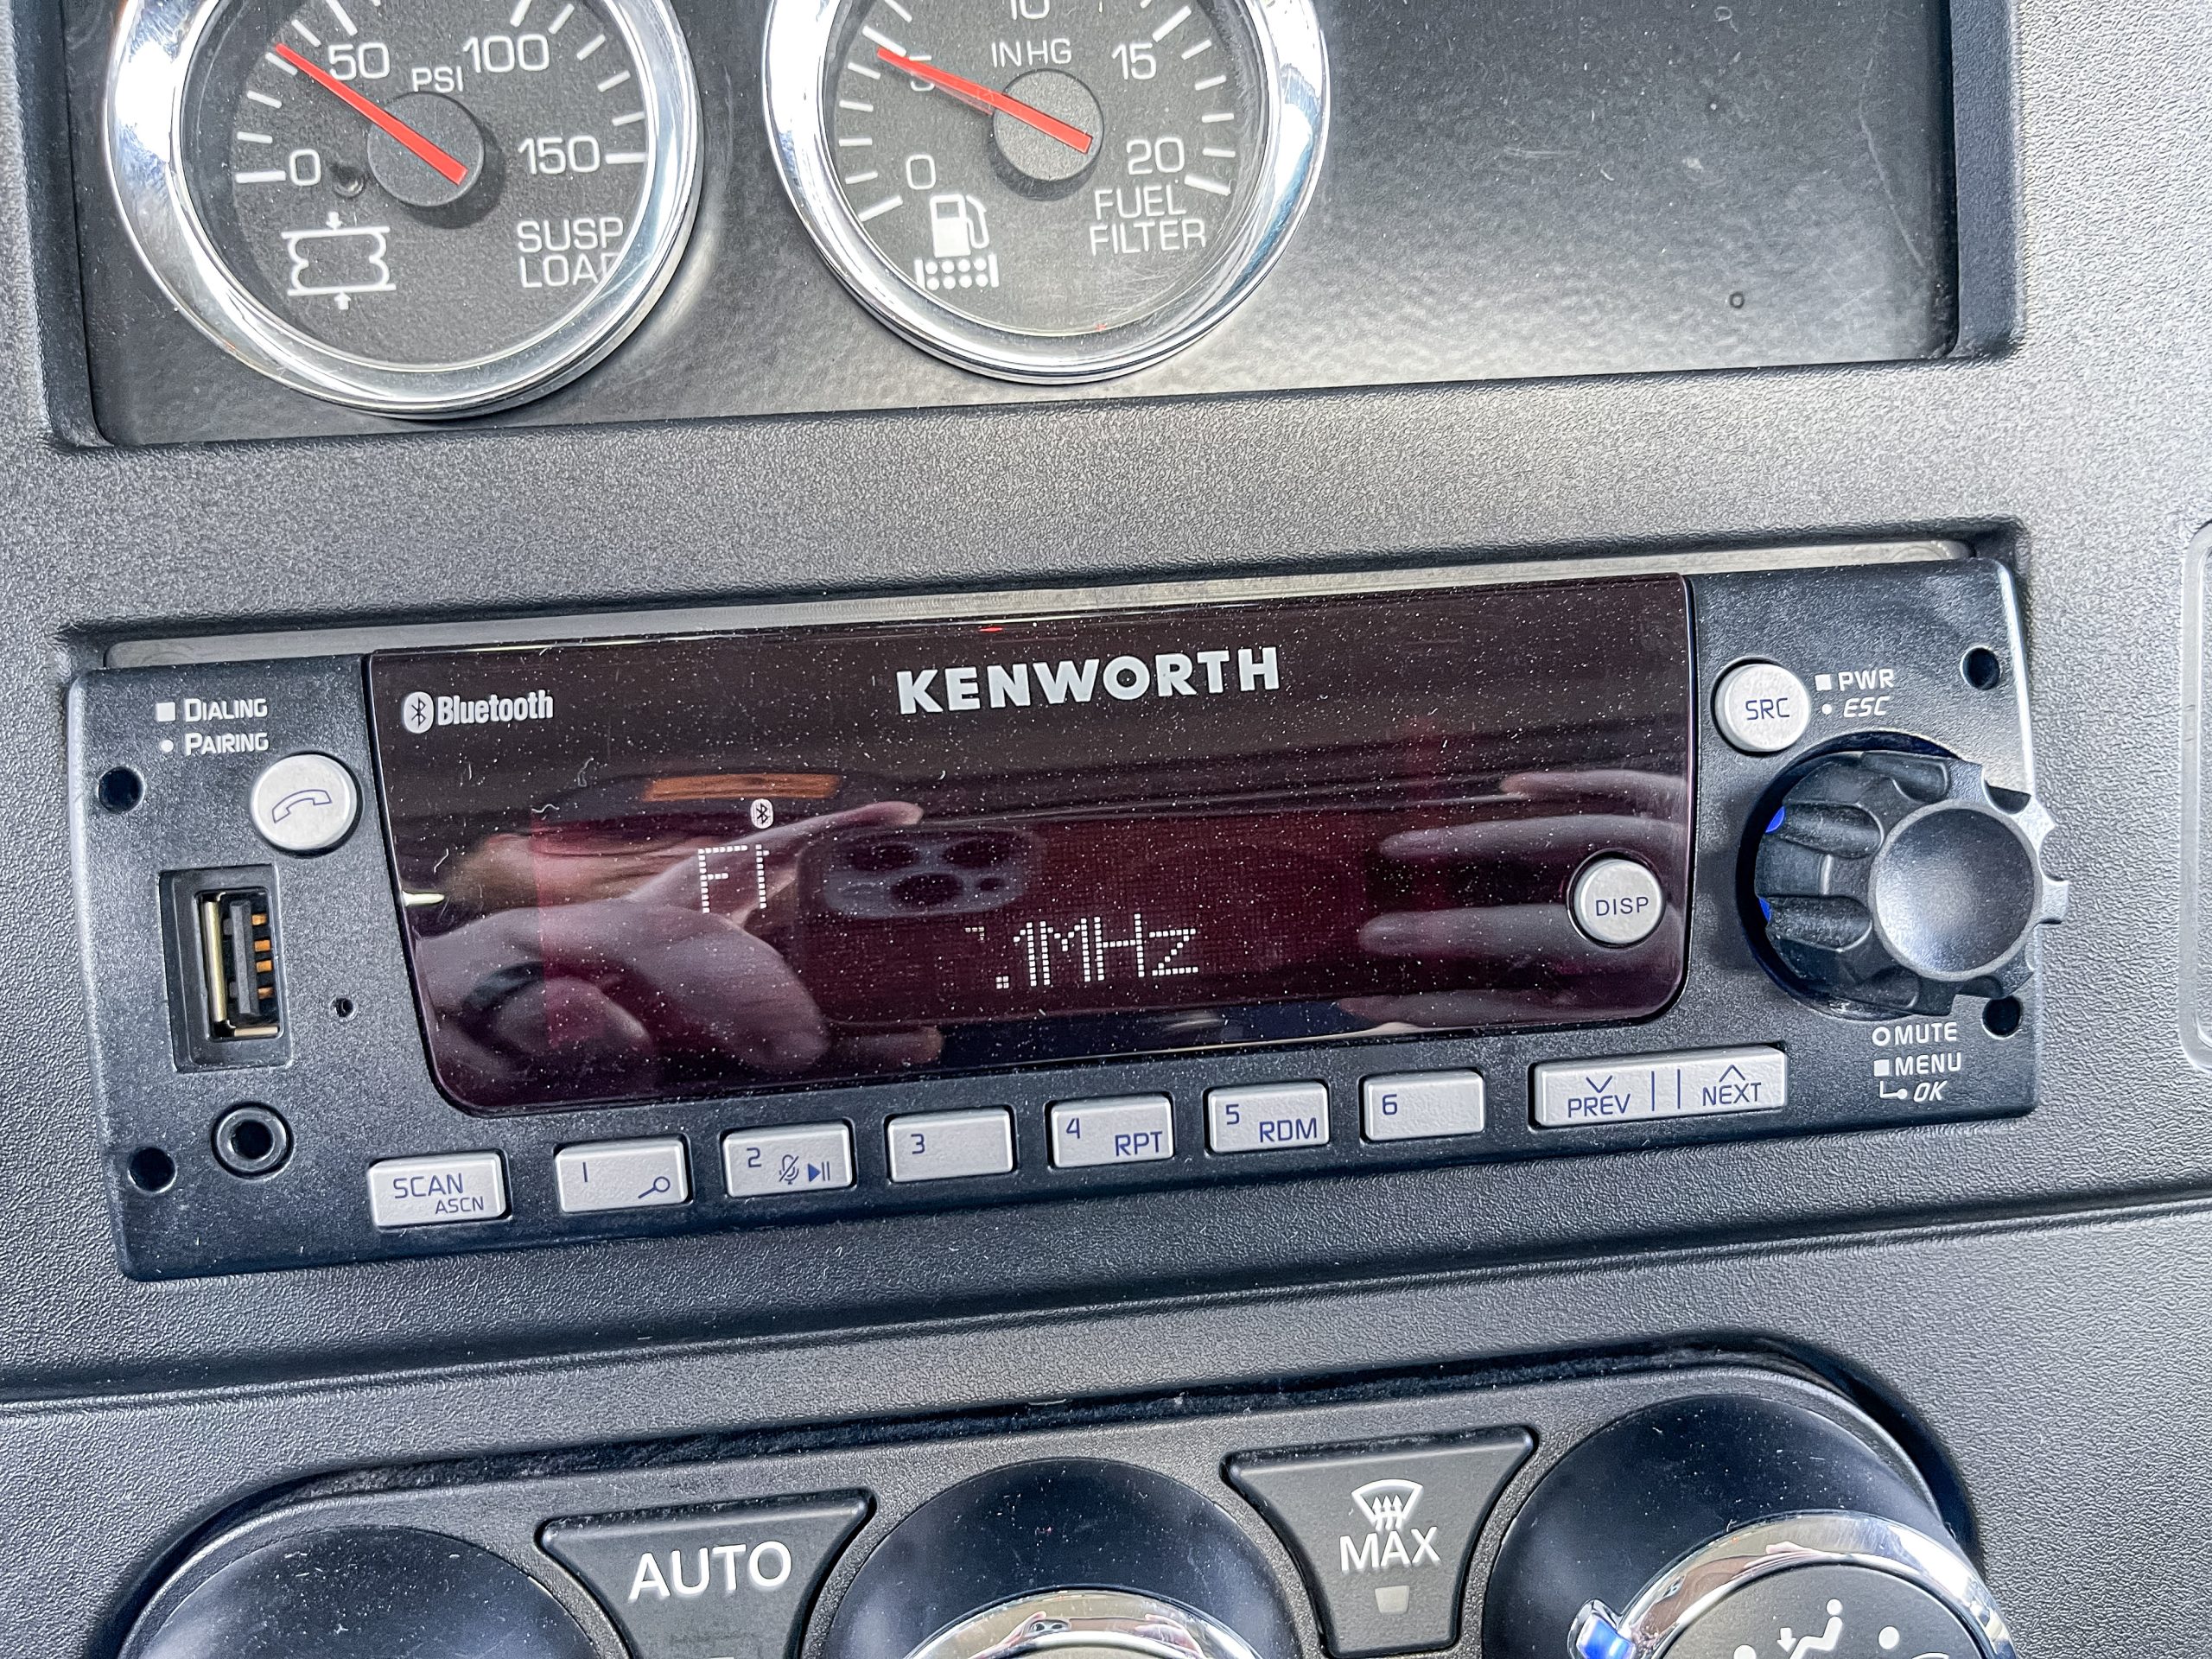 50
100
PSI
0
150
SUSP
LOAD
10
INHG
5
15
0
20
FUEL
FILTER
DIALING
PAIRING
Bluetooth
KENWORTH
SRC
PWR
ESC
.1MHz
DISP
MUTE
MENU
OK
SCAN
ASCN
1
2
3
4 RPT
5 RDM
6
PREV
NEXT
AUTO
MAX